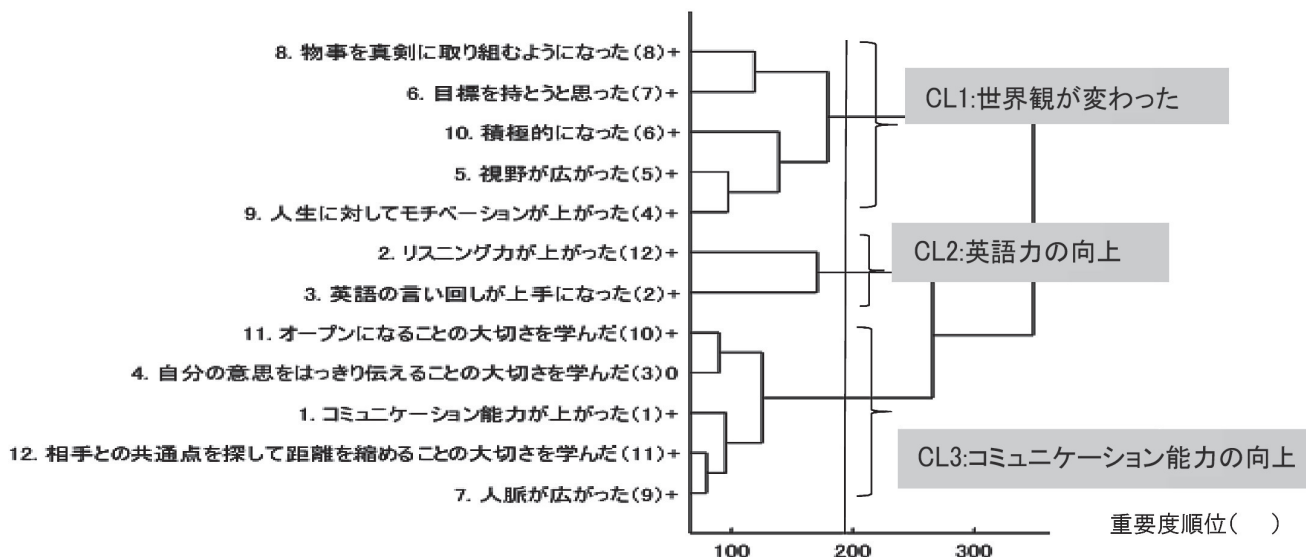 8. 物事を真剣に取り組むようになった(8)+
6. 目標を持とうと思った(7)+
10. 積極的になった(6)+
5. 視野が広がった(5)+
9. 人生に対してモチベーションが上がった(4)+
2. リスニング力が上がった(12)+
3. 英語の言い回しが上手になった(2)+
11. オープンになることの大切さを学んだ(10)+
4. 自分の意思をはっきり伝えることの大切さを学んだ(3)0
1. コミュニケーション能力が上がった(1)+
12. 相手との共通点を探して距離を縮めることの大切さを学んだ(11)+
7. 人脈が広がった(9)+
CL1:世界観が変わった
CL2:英語力の向上
CL3:コミュニケーション能力の向上
重要度順位( )
100 200 300